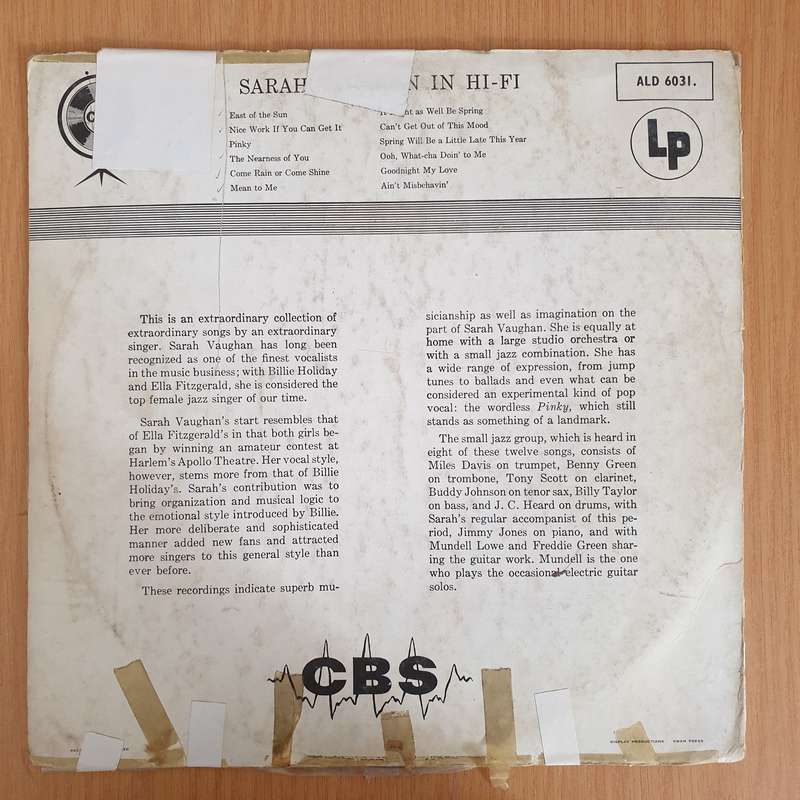 SARAH N IN HI-FI
ALD 6031.
LP
East of the Sun
Nice Work If You Can Get It
Pinky
The Nearness of You
Come Rain or Come Shine
Mean to Me
as Well Be Spring
Can't Get Out of This Mood
Spring Will Be a Little Late This Year
Ooh, What-cha Doin' to Me
Goodnight My Love
Ain't Misbehavin'
This is an extraordinary collection of
extraordinary songs by an extraordinary
singer. Sarah Vaughan has long been
recognized as one of the finest vocalists
in the music business; with Billie Holiday
and Ella Fitzgerald, she is considered the
top female jazz singer of our time.
Sarah Vaughan's start resembles that
of Ella Fitzgerald's in that both girls be-
gan by winning an amateur contest at
Harlem's Apollo Theatre. Her vocal style,
however, stems more from that of Billie
Holiday's. Sarah's contribution was to
bring organization and musical logic to
the emotional style introduced by Billie.
Her more deliberate and sophisticated
manner added new fans and attracted
more singers to this general style than
ever before.
These recordings indicate superb mu-
sicianship as well as imagination on the
part of Sarah Vaughan. She is equally at
home with a large studio orchestra or
with a small jazz combination. She has
a wide range of expression, from jump
tunes to ballads and even what can be
considered an experimental kind of pop
vocal: the wordless Pinky, which still
stands as something of a landmark.
The small jazz group, which is heard in
eight of these twelve songs, consists of
Miles Davis on trumpet, Benny Green
on trombone, Tony Scott on clarinet,
Buddy Johnson on tenor sax, Billy Taylor
on bass, and J. C. Heard on drums, with
Sarah's regular accompanist of this pe-
riod, Jimmy Jones on piano, and with
Mundell Lowe and Freddie Green shar-
ing the guitar work. Mundell is the one
who plays the occasional electric guitar
solos.
CBS
DISPLAY PRODUCTIONS SWAN PRESS